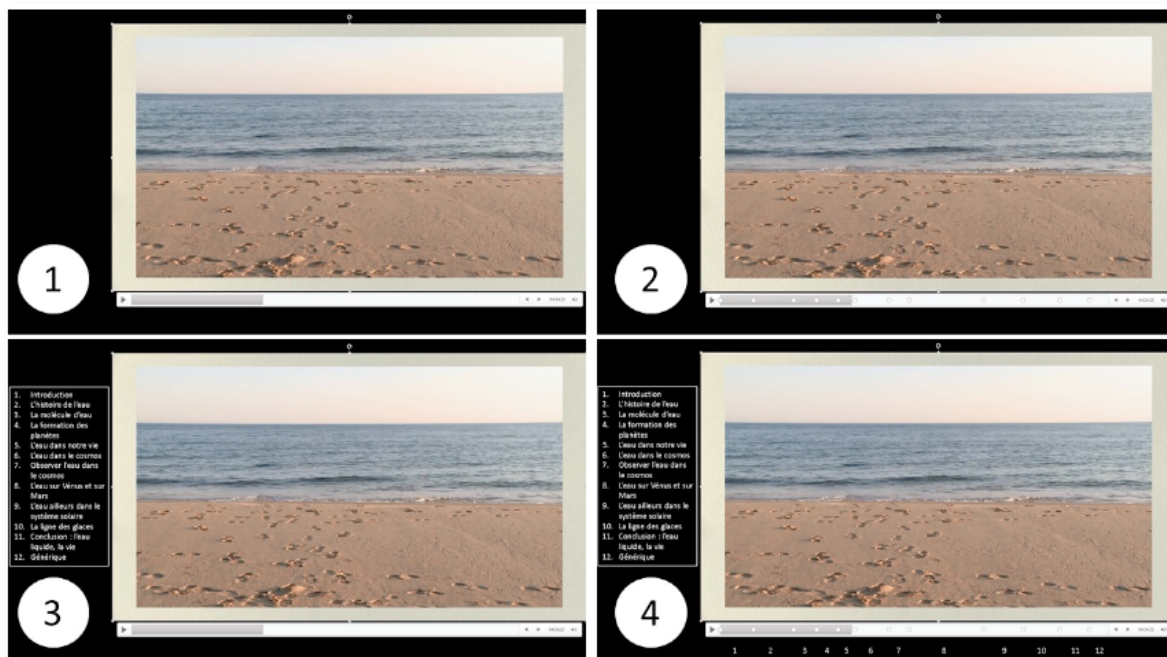 1
2
1. Introduction
2. L'histoire de l'eau
3. La molécule d'eau
4. La formation des
planètes
5. L'eau dans notre vie
6. L'eau dans le cosmos
7. Observer l'eau dans
le cosmos
8. L'eau sur Vénus et sur
Mars
9. L'eau ailleurs dans le
système solaire
10. La ligne des glaces
11. Conclusion : l'eau
liquide, la vie
12. Générique
3
1. Introduction
2. L'histoire de l'eau
3. La molécule d'eau
4. La formation des
planètes
5. L'eau dans notre vie
6. L'eau dans le cosmos
7. Observer l'eau dans
le cosmos
8. L'eau sur Vénus et sur
Mars
9. L'eau ailleurs dans le
système solaire
10. La ligne des glaces
11. Conclusion : l'eau
liquide, la vie
12. Générique
4
1 2 3 4 5 6 7 8 9 10 11 12